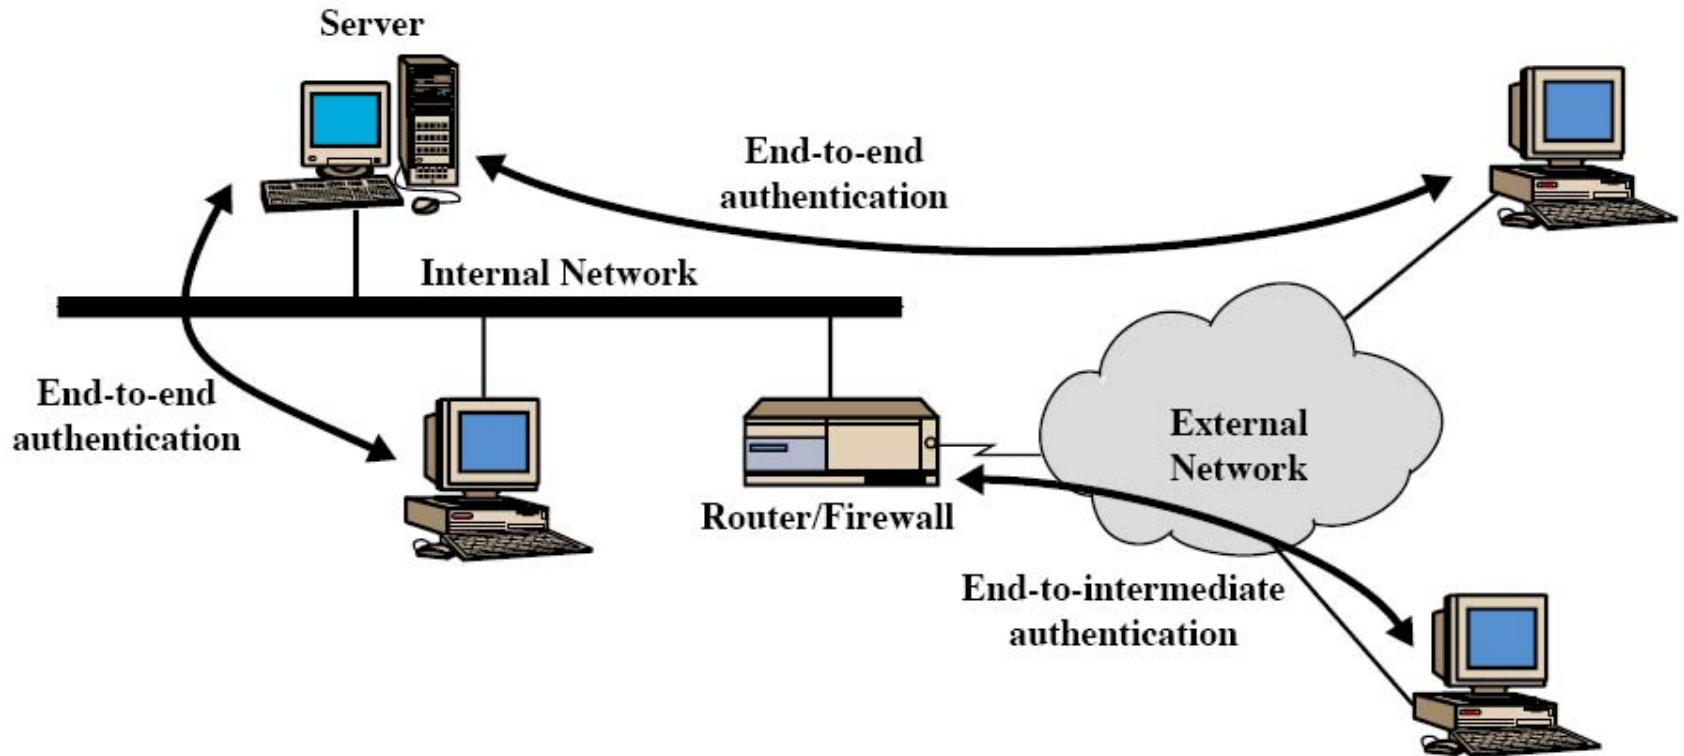 Server
End-to-end
authentication
Internal Network
End-to-end
authentication
External
Network
Router/Firewall
End-to-intermediate
authentication